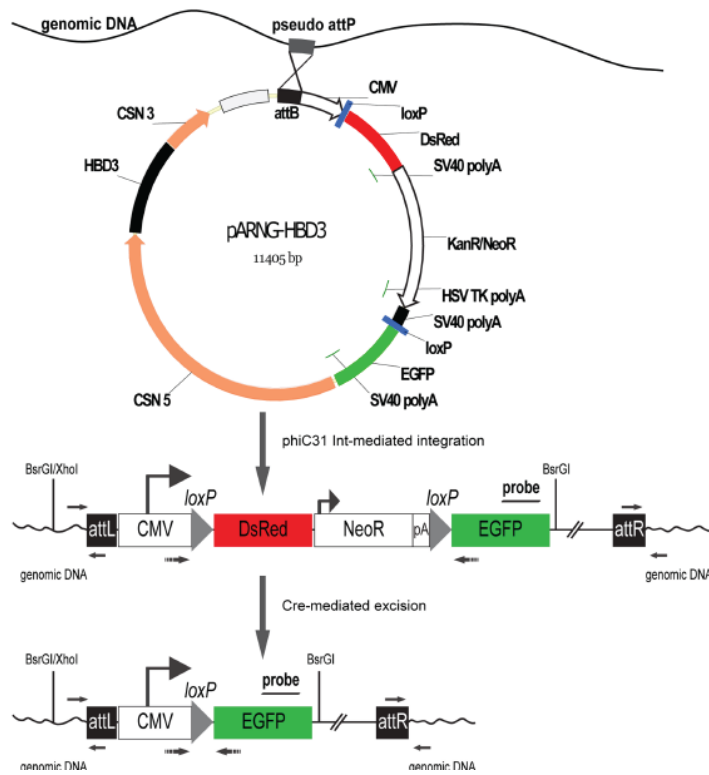 genomic DNA
pseudo attP
CMV
loxP
attB
DsRed
CSN 3
SV40 polyA
HBD3
pARNG-HBD3
11405 bp
KanR/NeoR
HSV TK polyA
SV40 polyA
loxP
EGFP
SV40 polyA
CSN 5
phiC31 Int-mediated integration
BsrGI/XhoI
loxP
loxP
probe
BsrGI
attL
CMV
DsRed
NeoR
pA
EGFP
attR
genomic DNA
genomic DNA
Cre-mediated excision
BsrGI/XhoI
loxP
probe
BsrGI
attL
CMV
EGFP
attR
genomic DNA
genomic DNA